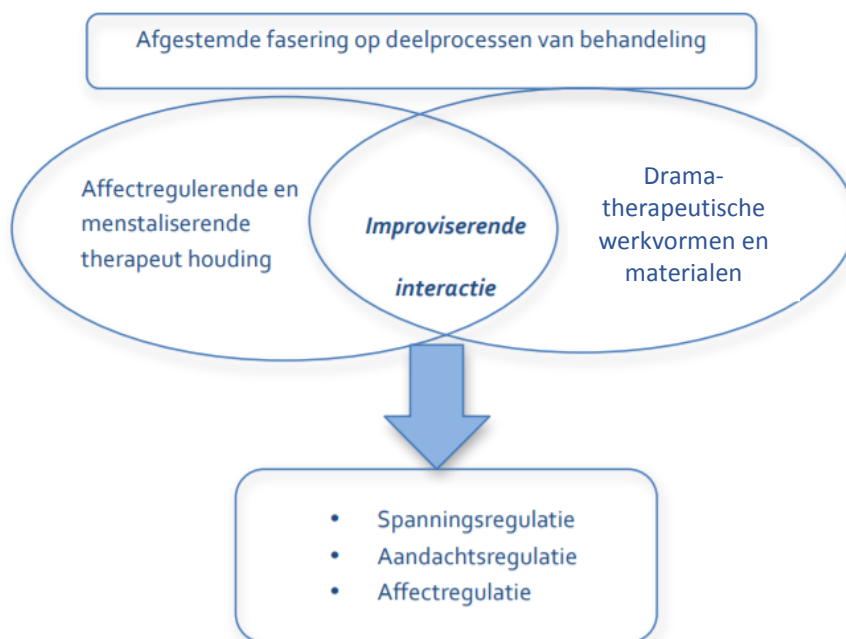 Afgestemde fasering op deelprocessen van behandeling
Affectregulerende en
menstaliserende
therapeut houding
Improviserende
interactie
Drama-
therapeutische
werkvormen en
materialen
• Spanningsregulatie
• Aandachtsregulatie
• Affectregulatie